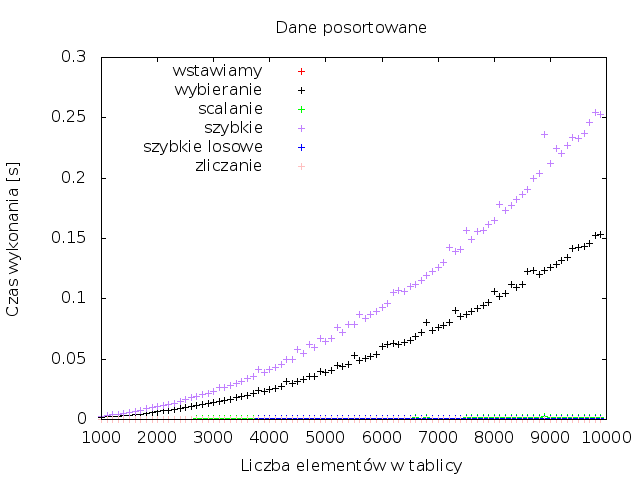 Dane posortowane
0.3
0.25
0.2
0.15
0.1
0.05
0
Czas wykonania [s]
wstawiamy
wybieranie
scalanie
szybkie
szybkie losowe
zliczanie
1000 2000 3000 4000 5000 6000 7000 8000 9000 10000
Liczba elementów w tablicy